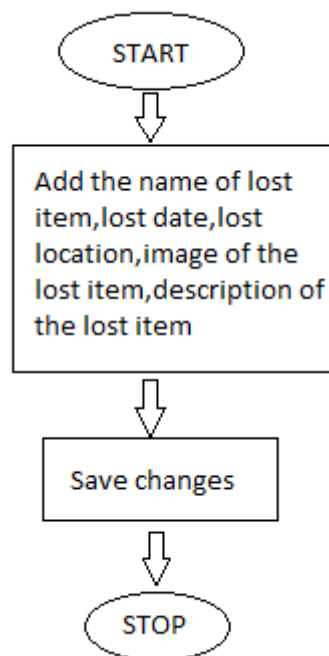 START
Add the name of lost
item,lost date,lost
location,image of the
lost item,description of
the lost item
Save changes
STOP